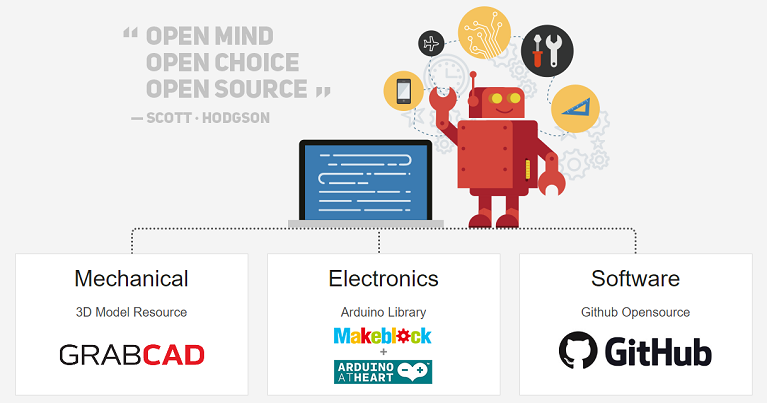 “ OPEN MIND
OPEN CHOICE
OPEN SOURCE ”
— SCOTT · HODGSON
Mechanical
3D Model Resource
GRABCAD
Electronics
Arduino Library
Makeblock
+
ARDUINO
AT HEART
Software
Github Opensource
GitHub